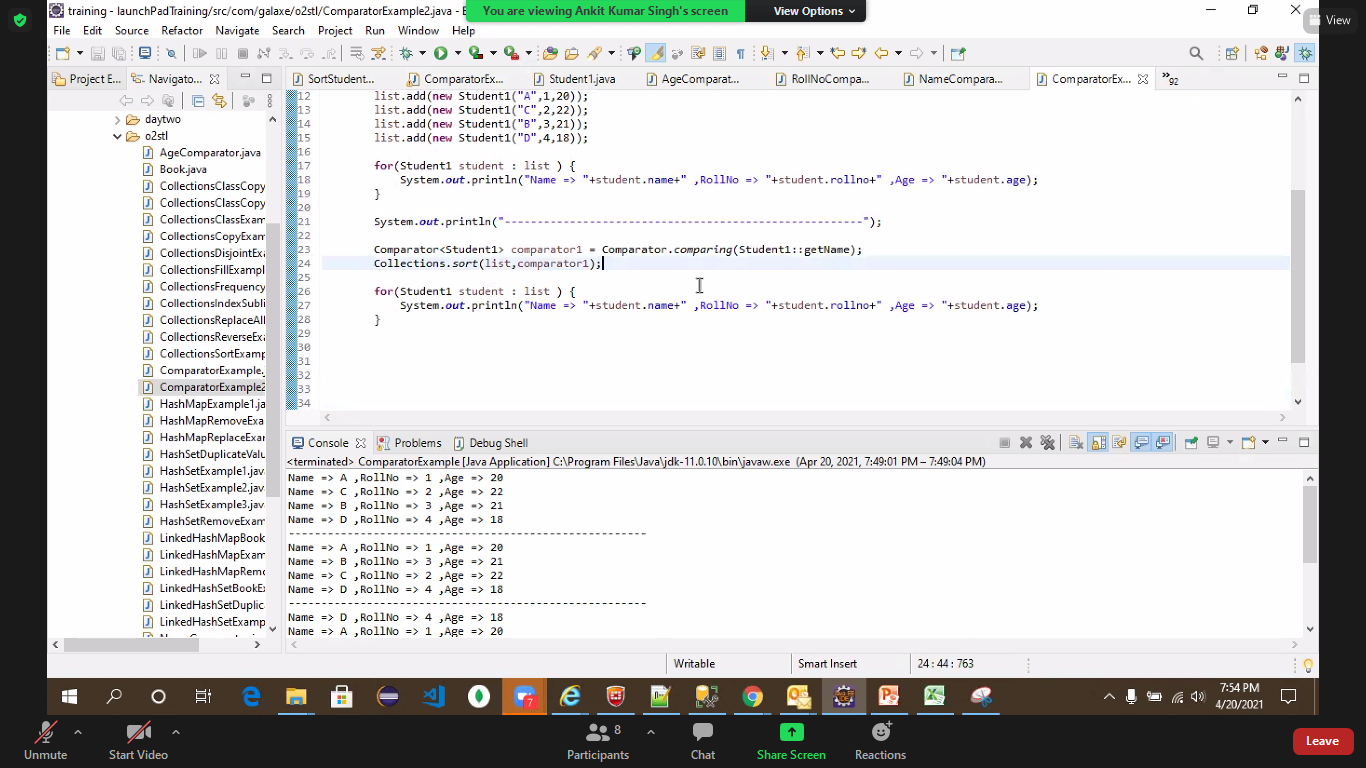 training - launchPadTraining/src/com/galaxe/o2stl/ComparatorExample2.java - E
You are viewing Ankit Kumar Singh's screen
View Options
View
File Edit Source Refactor Navigate Search Project Run Window Help
Project E... Navigato...
SortStudent... ComparatorEx... Student1.java AgeComparat... RollNoCompa... NameCompara... ComparatorEx... »92
daytwo
o2stl
AgeComparator.java
Book.java
CollectionsClassCopy
CollectionsClassCopy
CollectionsClassExam
CollectionsCopyExam
CollectionsDisjointExa
CollectionsFillExample
CollectionsFrequency
CollectionsIndexSubli
CollectionsReplaceAll
CollectionsReverseExa
CollectionsSortExamp
ComparatorExample.
ComparatorExample2
HashMapExample1.ja
HashMapRemoveExa
HashMapReplaceExar
HashSetDuplicateValu
HashSetExample1.java
HashSetExample2.java
HashSetExample3.java
HashSetRemoveExam
LinkedHashMapBook
LinkedHashMapExam
LinkedHashMapRemo
LinkedHashSetBookEx
LinkedHashSetDuplic
LinkedHashSetExamp
12 list.add(new Student1("A",1,20));
13 list.add(new Student1("C",2,22));
14 list.add(new Student1("B",3,21));
15 list.add(new Student1("D",4,18));
16
17 for(Student1 student : list ) {
18 System.out.println("Name => "+student.name+" ,RollNo => "+student.rollno+" ,Age => "+student.age);
19 }
20
21 System.out.println("-------------------------------------------------------");
22
23 Comparator<Student1> comparator1 = Comparator.comparing(Student1::getName);
24 Collections.sort(list,comparator1);
25
26 for(Student1 student : list ) {
27 System.out.println("Name => "+student.name+" ,RollNo => "+student.rollno+" ,Age => "+student.age);
28 }
29
30
31
32
33
34
Console Problems Debug Shell
<terminated> ComparatorExample [Java Application] C:\Program Files\Java\jdk-11.0.10\bin\javaw.exe (Apr 20, 2021, 7:49:01 PM – 7:49:04 PM)
Name => A ,RollNo => 1 ,Age => 20
Name => C ,RollNo => 2 ,Age => 22
Name => B ,RollNo => 3 ,Age => 21
Name => D ,RollNo => 4 ,Age => 18
-------------------------------------------------------
Name => A ,RollNo => 1 ,Age => 20
Name => B ,RollNo => 3 ,Age => 21
Name => C ,RollNo => 2 ,Age => 22
Name => D ,RollNo => 4 ,Age => 18
-------------------------------------------------------
Name => D ,RollNo => 4 ,Age => 18
Name => A ,RollNo => 1 ,Age => 20
Writable Smart Insert 24 : 44 : 763
7
7:54 PM
4/20/2021
Unmute Start Video Participants 8 Chat Share Screen Reactions Leave